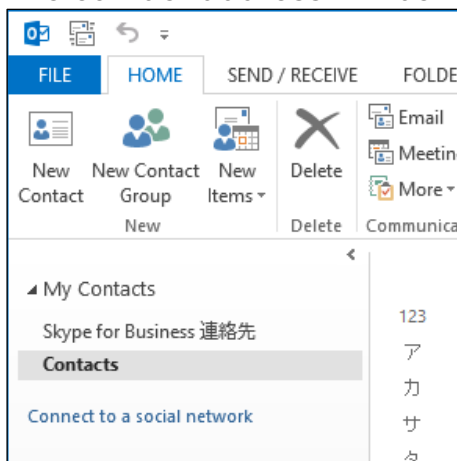 FILE HOME SEND / RECEIVE FOLDE
New Contact
New Contact Group
New Items
Delete
Email
Meetin
More
New Delete Communica
My Contacts
Skype for Business 連絡先
Contacts
Connect to a social network
123
ア
カ
サ